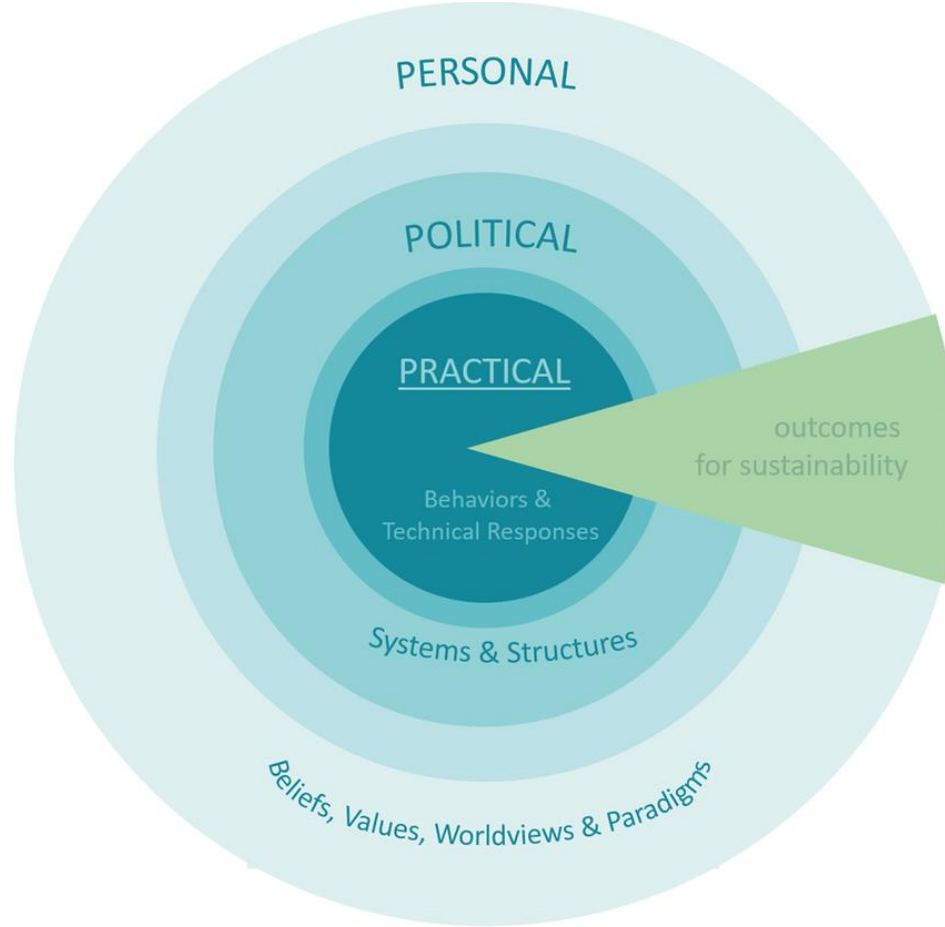 PERSONAL
POLITICAL
PRACTICAL
Behaviors &
Technical Responses
outcomes
for sustainability
Systems & Structures
Beliefs, Values, Worldviews & Paradigms